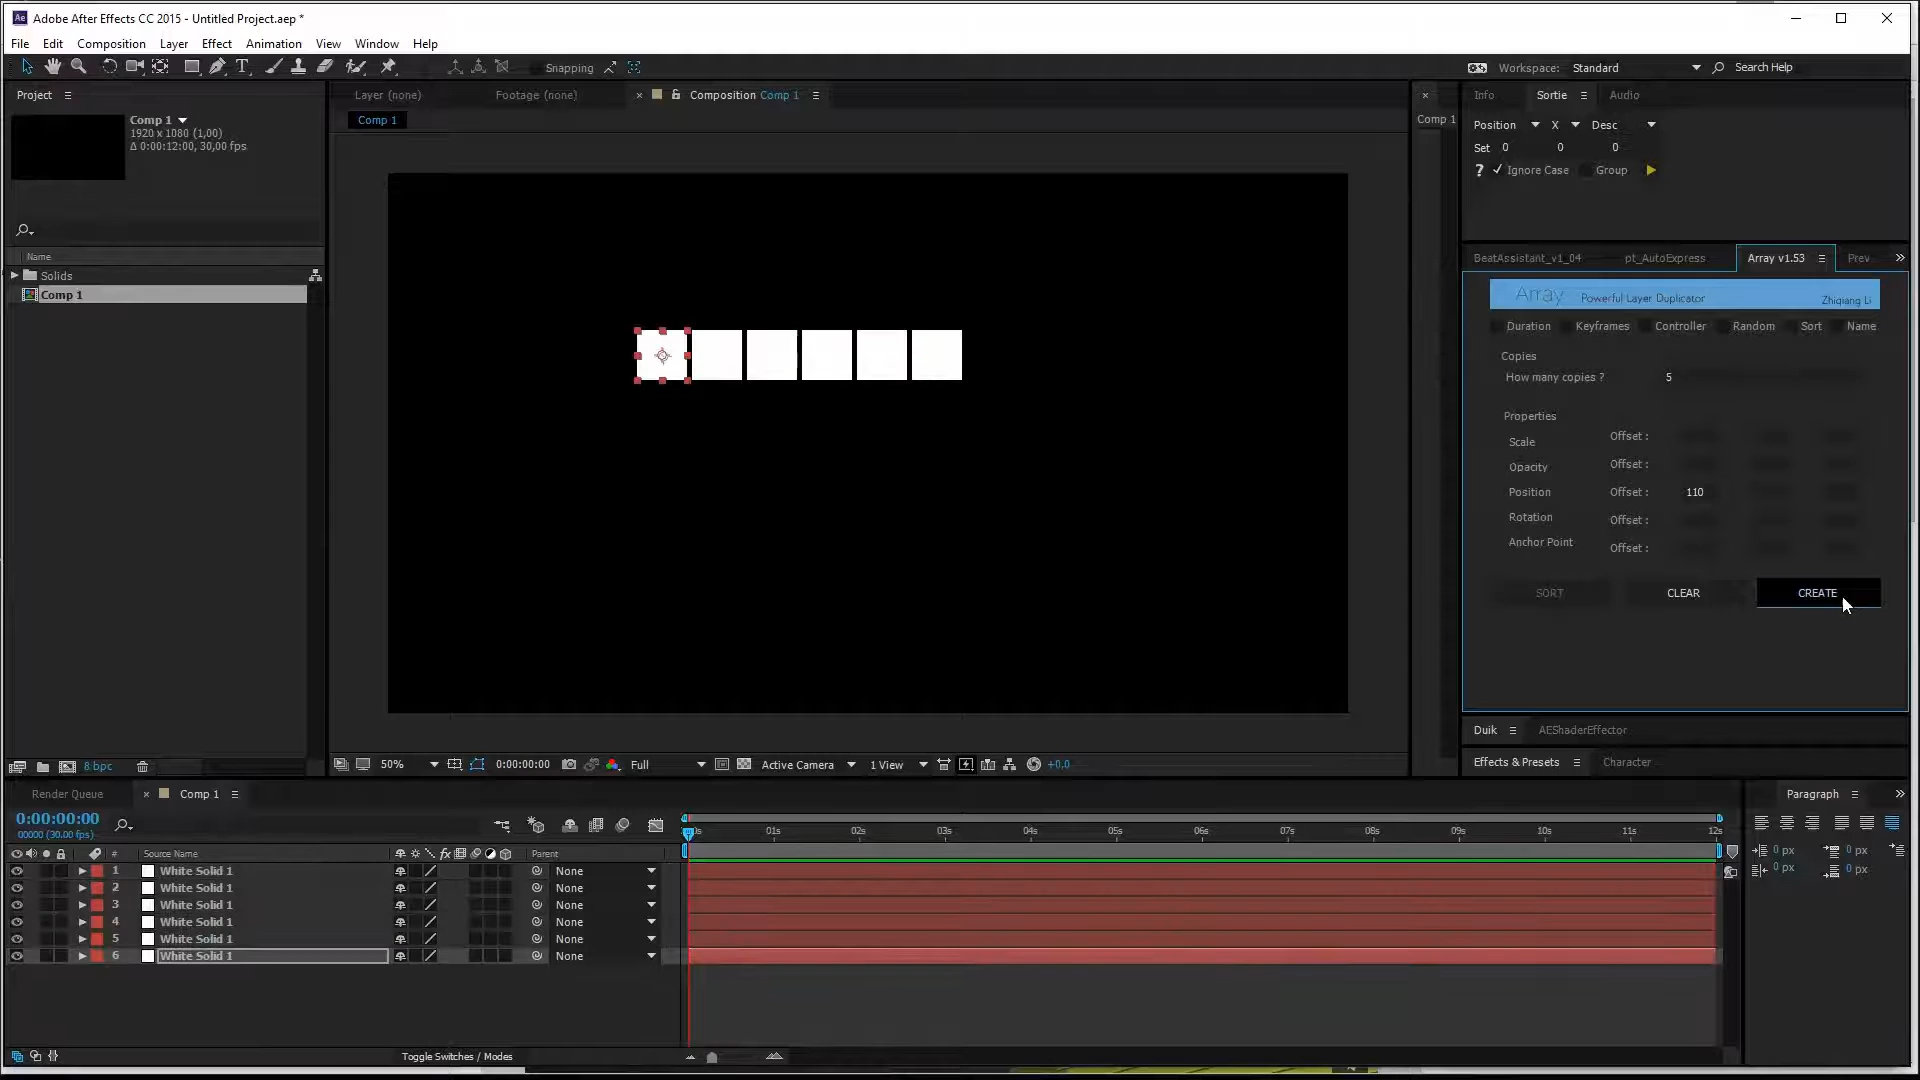 Ae Adobe After Effects CC 2015 - Untitled Project.aep *
File Edit Composition Layer Effect Animation View Window Help
Snapping
Workspace: Standard
Search Help
Project
Comp 1
1920 x 1080 (1,00)
Δ 0:00:12:00, 30,00 fps
Name
Solids
Comp 1
8 bpc
Layer (none) Footage (none) Composition Comp 1
Comp 1
50% 0:00:00:00 Full Active Camera 1 View +0.0
Comp 1
Info Sortie Audio
Position X Desc
Set 0 0 0
? Ignore Case Group
BeatAssistant_v1_04 pt_AutoExpress Array v1.53 Prev
Array Powerful Layer Duplicator Zhiqiang Li
Duration Keyframes Controller Random Sort Name
Copies
How many copies ? 5
Properties
Scale Offset :
Opacity Offset :
Position Offset : 110
Rotation Offset :
Anchor Point Offset :
SORT CLEAR CREATE
Duik AEShaderEffector
Effects & Presets Character
Render Queue Comp 1
0:00:00:00
00000 (30.00 fps)
# Source Name fx Parent
1 White Solid 1 None
2 White Solid 1 None
3 White Solid 1 None
4 White Solid 1 None
5 White Solid 1 None
6 White Solid 1 None
01s 02s 03s 04s 05s 06s 07s 08s 09s 10s 11s 12s
Toggle Switches / Modes
Paragraph
0 px 0 px
0 px 0 px